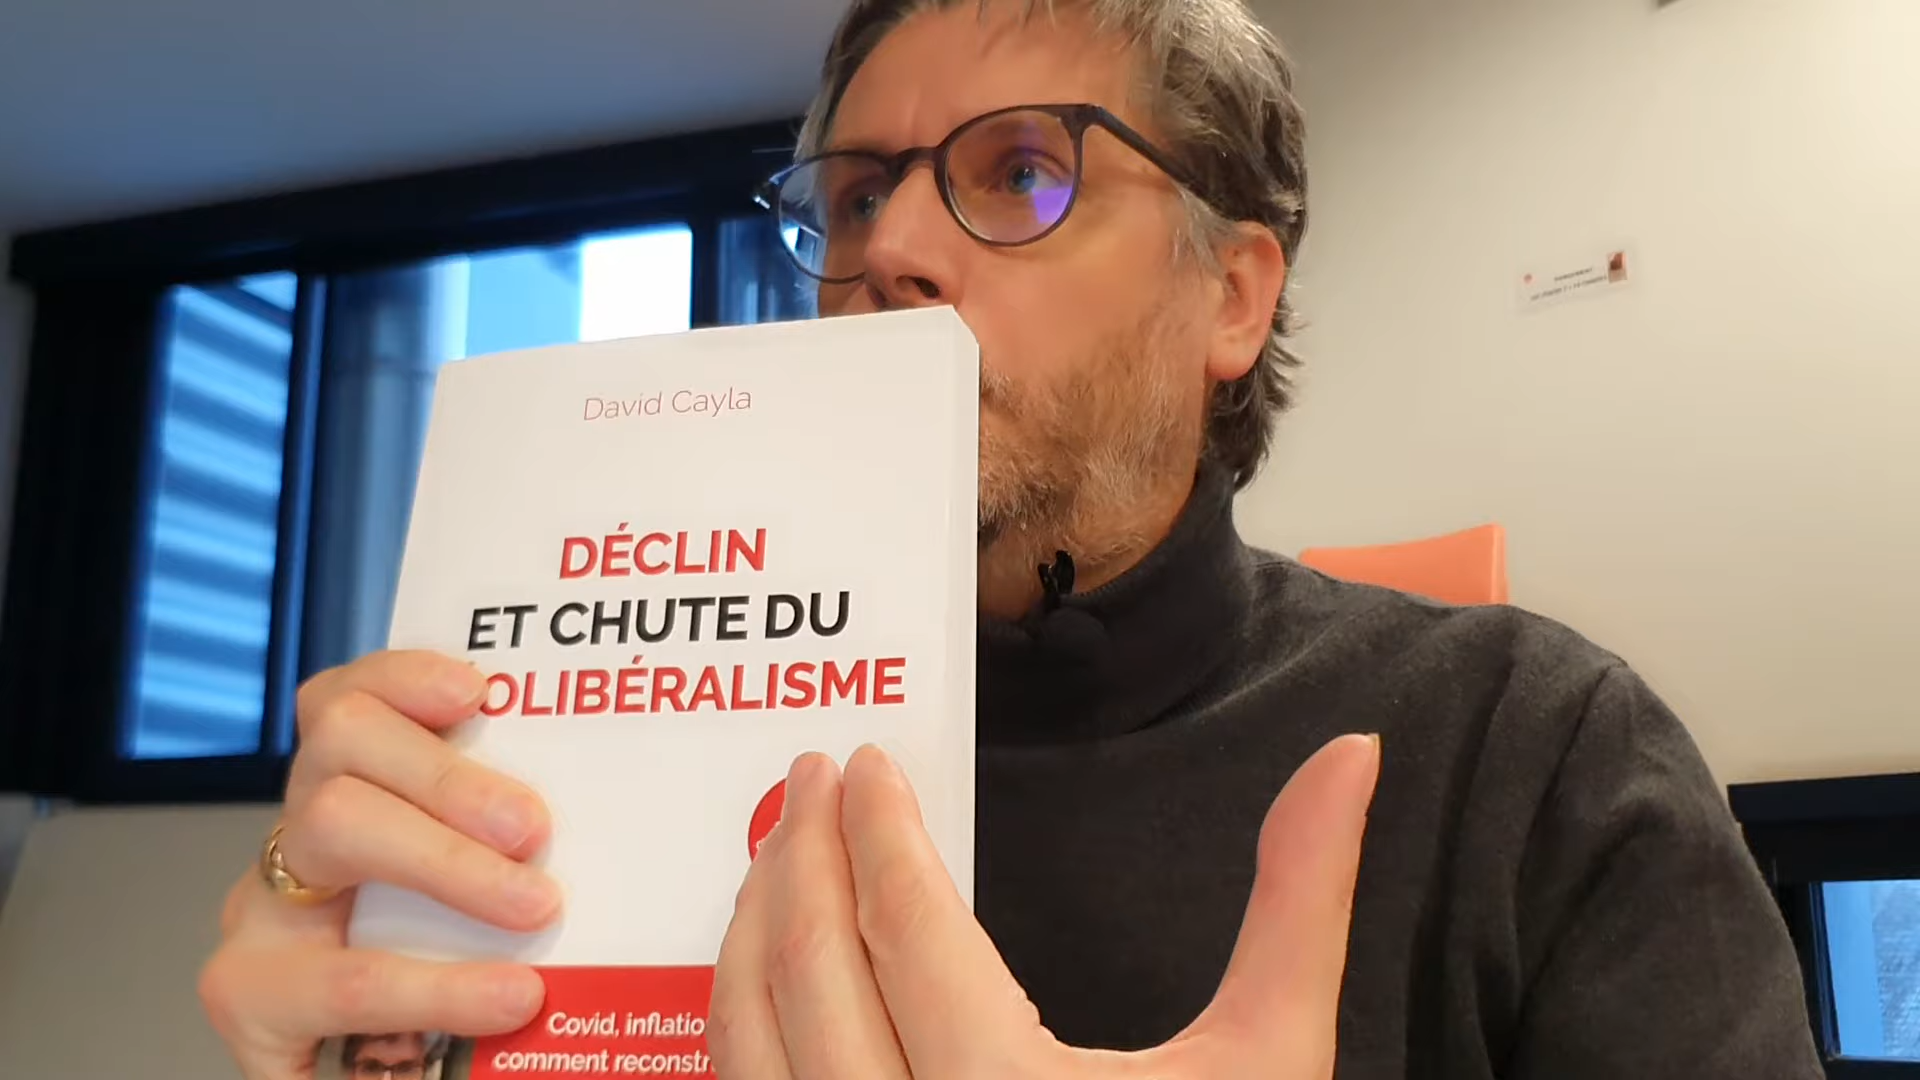 David Cayla
DÉCLIN
ET CHUTE DU
OLIBÉRALISME
Covid, inflatio
comment reconstr